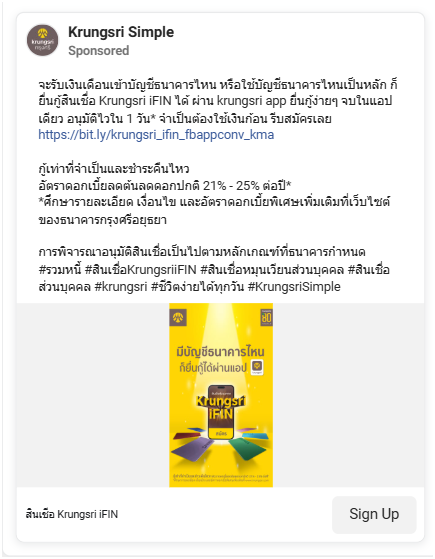 Krungsri Simple
Sponsored
krungsri
กรุงศรี
จะรับเงินเดือนเข้าบัญชีธนาคารไหน หรือใช้บัญชีธนาคารไหนเป็นหลัก ก็
ยื่นกู้สินเชื่อ Krungsri iFIN ได้ ผ่าน krungsri app ยื่นกู้ง่ายๆ จบในแอป
เดียว อนุมัติไวใน 1 วัน* จำเป็นต้องใช้เงินก้อน รีบสมัครเลย
https://bit.ly/krungsri_ifin_fbappconv_kma
กู้เท่าที่จำเป็นและชำระคืนไหว
อัตราดอกเบี้ยลดต้นลดดอกปกติ 21% - 25% ต่อปี*
*ศึกษารายละเอียด เงื่อนไข และอัตราดอกเบี้ยพิเศษเพิ่มเติมที่เว็บไซต์
ของธนาคารกรุงศรีอยุธยา
การพิจารณาอนุมัติสินเชื่อเป็นไปตามหลักเกณฑ์ที่ธนาคารกำหนด
#รวมหนี้ #สินเชื่อKrungsriiFIN #สินเชื่อหมุนเวียนส่วนบุคคล #สินเชื่อ
ส่วนบุคคล #krungsri #ชีวิตง่ายได้ทุกวัน #KrungsriSimple
มีบัญชีธนาคารไหน
ก็ยื่นกู้ได้ผ่านแอป
Krungsri
iFIN
สมัคร
สินเชื่อ Krungsri iFIN
Sign Up